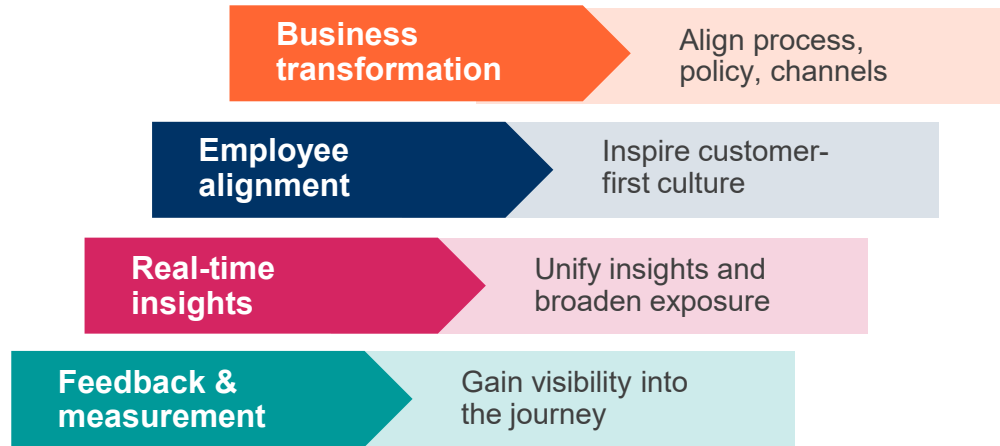 Business
transformation
Align process,
policy, channels
Employee
alignment
Inspire customer-
first culture
Real-time
insights
Unify insights and
broaden exposure
Feedback &
measurement
Gain visibility into
the journey